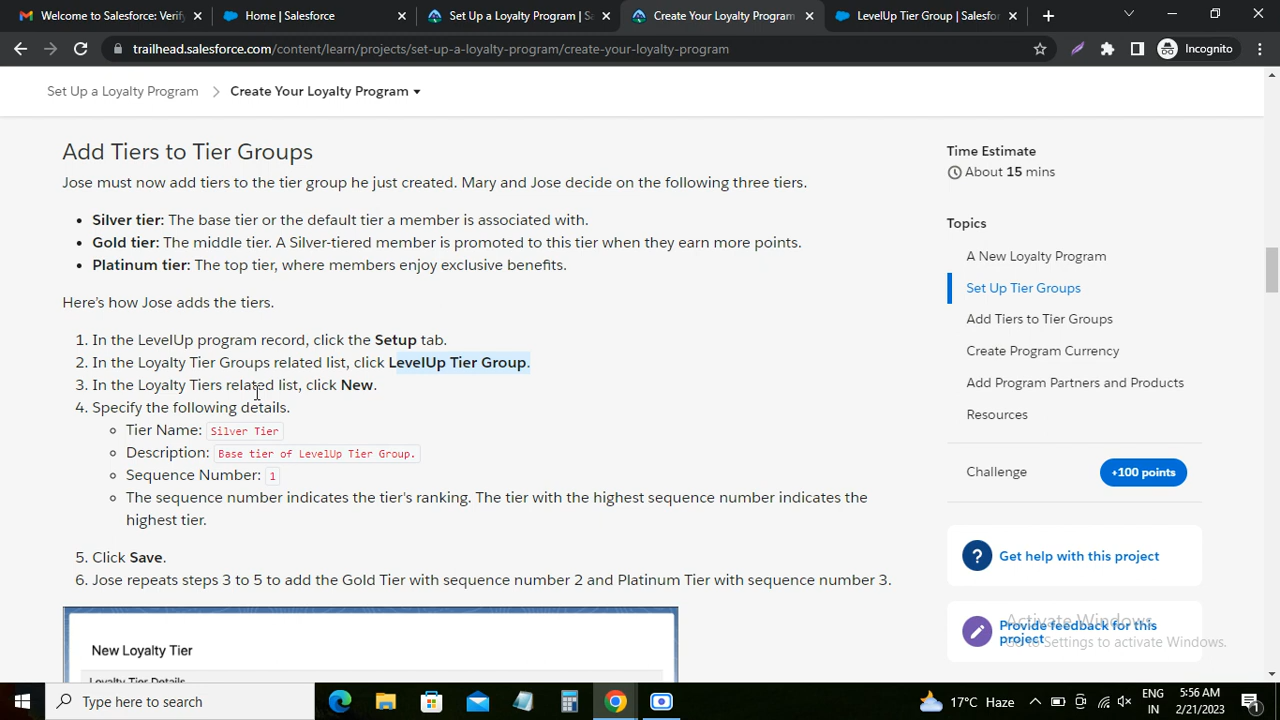 Welcome to Salesforce: Verify
Home | Salesforce
Set Up a Loyalty Program | S
Create Your Loyalty Program
LevelUp Tier Group | Salesfor
trailhead.salesforce.com/content/learn/projects/set-up-a-loyalty-program/create-your-loyalty-program
Incognito
Set Up a Loyalty Program
Create Your Loyalty Program
Add Tiers to Tier Groups
Jose must now add tiers to the tier group he just created. Mary and Jose decide on the following three tiers.
• Silver tier: The base tier or the default tier a member is associated with.
• Gold tier: The middle tier. A Silver-tiered member is promoted to this tier when they earn more points.
• Platinum tier: The top tier, where members enjoy exclusive benefits.
Here's how Jose adds the tiers.
1. In the LevelUp program record, click the Setup tab.
2. In the Loyalty Tier Groups related list, click LevelUp Tier Group.
3. In the Loyalty Tiers related list, click New.
4. Specify the following details.
Tier Name: Silver Tier
Description: Base tier of LevelUp Tier Group.
Sequence Number: 1
The sequence number indicates the tier's ranking. The tier with the highest sequence number indicates the
highest tier.
5. Click Save.
6. Jose repeats steps 3 to 5 to add the Gold Tier with sequence number 2 and Platinum Tier with sequence number 3.
New Loyalty Tier
Loyalty Tier Details
Time Estimate
About 15 mins
Topics
A New Loyalty Program
Set Up Tier Groups
Add Tiers to Tier Groups
Create Program Currency
Add Program Partners and Products
Resources
Challenge
+100 points
? Get help with this project
Provide feedback for this
project
Activate Windows
Go to Settings to activate Windows.
Type here to search
17°C Haze
ENG
IN
5:56 AM
2/21/2023
1